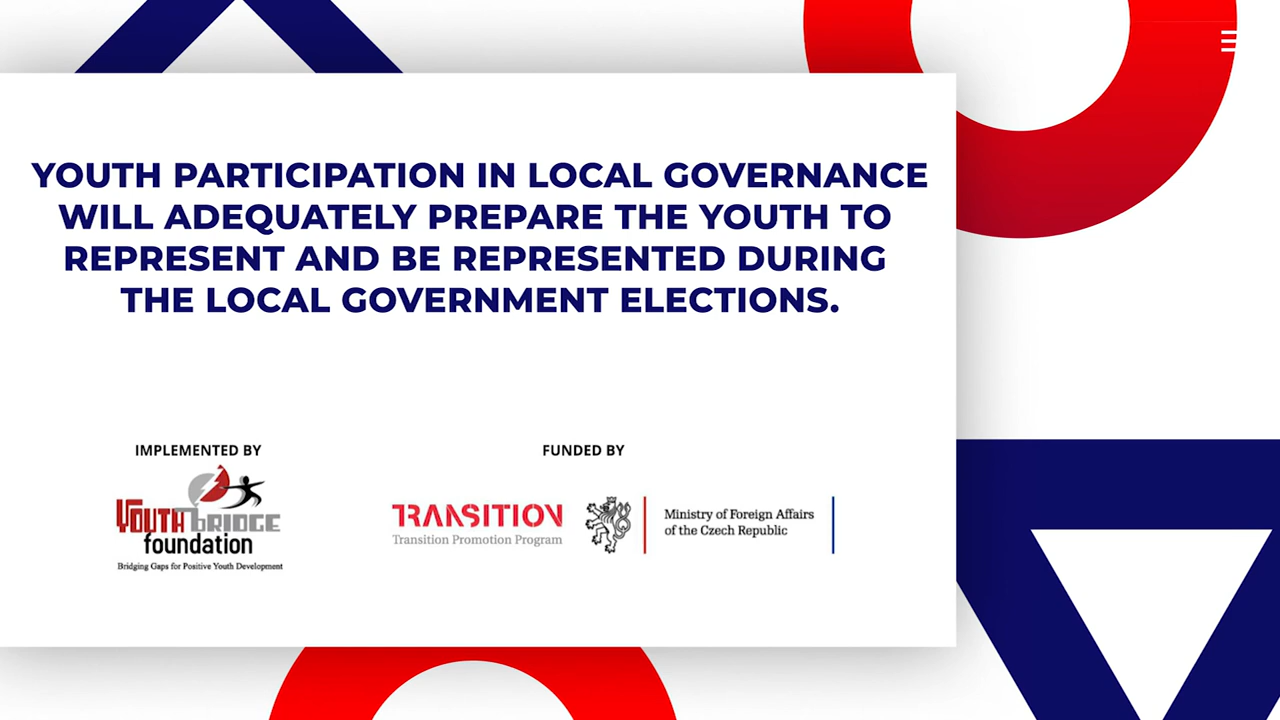 YOUTH PARTICIPATION IN LOCAL GOVERNANCE
WILL ADEQUATELY PREPARE THE YOUTH TO
REPRESENT AND BE REPRESENTED DURING
THE LOCAL GOVERNMENT ELECTIONS.
IMPLEMENTED BY
YOUTH BRIDGE
foundation
Bridging Gaps for Positive Youth Development
FUNDED BY
TRANSITION
Transition Promotion Program
Ministry of Foreign Affairs
of the Czech Republic